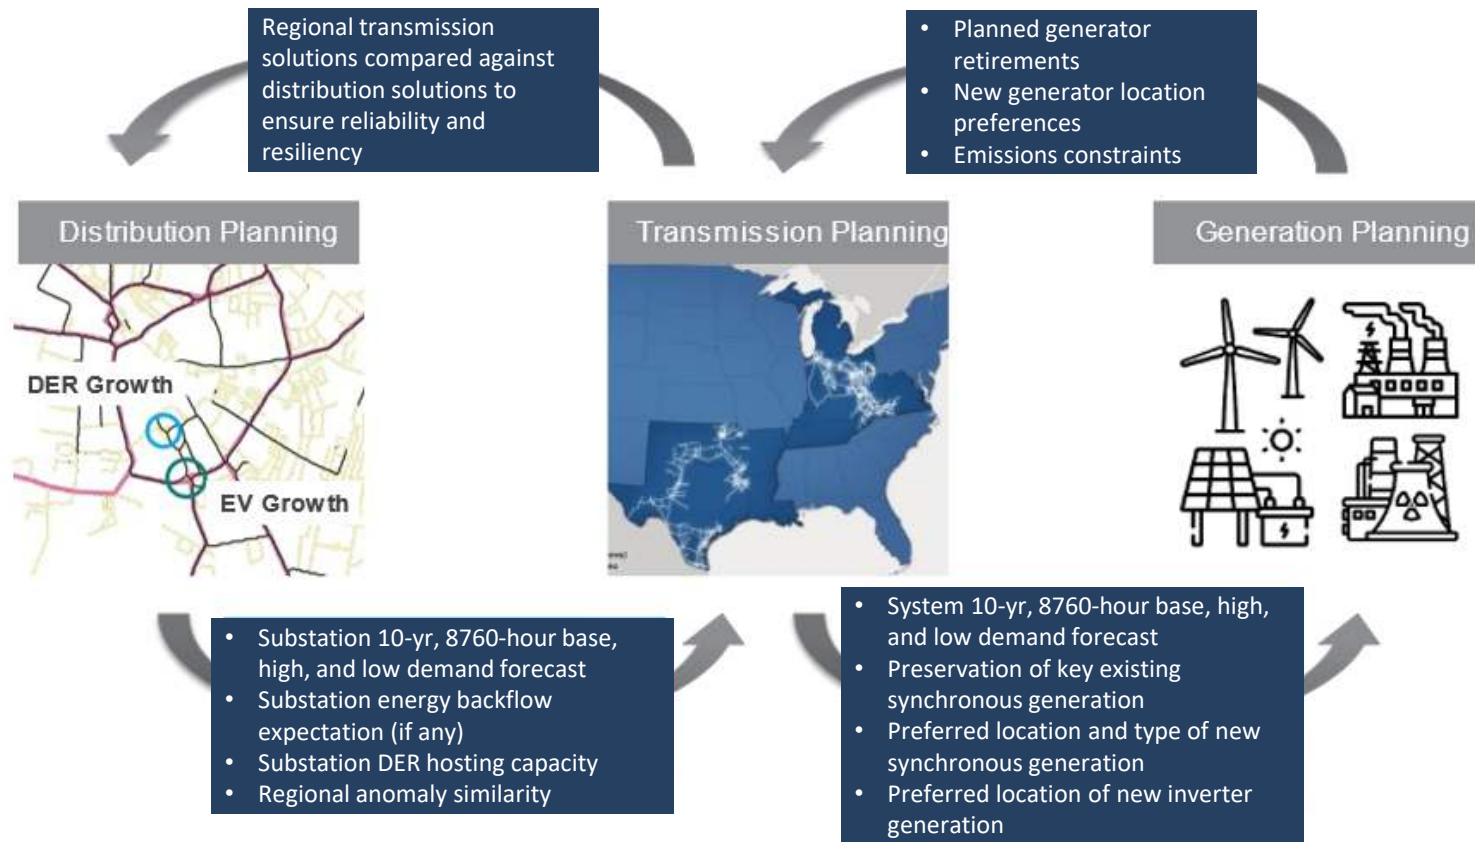 Regional transmission
solutions compared against
distribution solutions to
ensure reliability and
resiliency
• Planned generator
retirements
• New generator location
preferences
• Emissions constraints
Distribution Planning
Transmission Planning
Generation Planning
DER Growth
EV Growth
• Substation 10-yr, 8760-hour base,
high, and low demand forecast
• Substation energy backflow
expectation (if any)
• Substation DER hosting capacity
• Regional anomaly similarity
• System 10-yr, 8760-hour base, high,
and low demand forecast
• Preservation of key existing
synchronous generation
• Preferred location and type of new
synchronous generation
• Preferred location of new inverter
generation